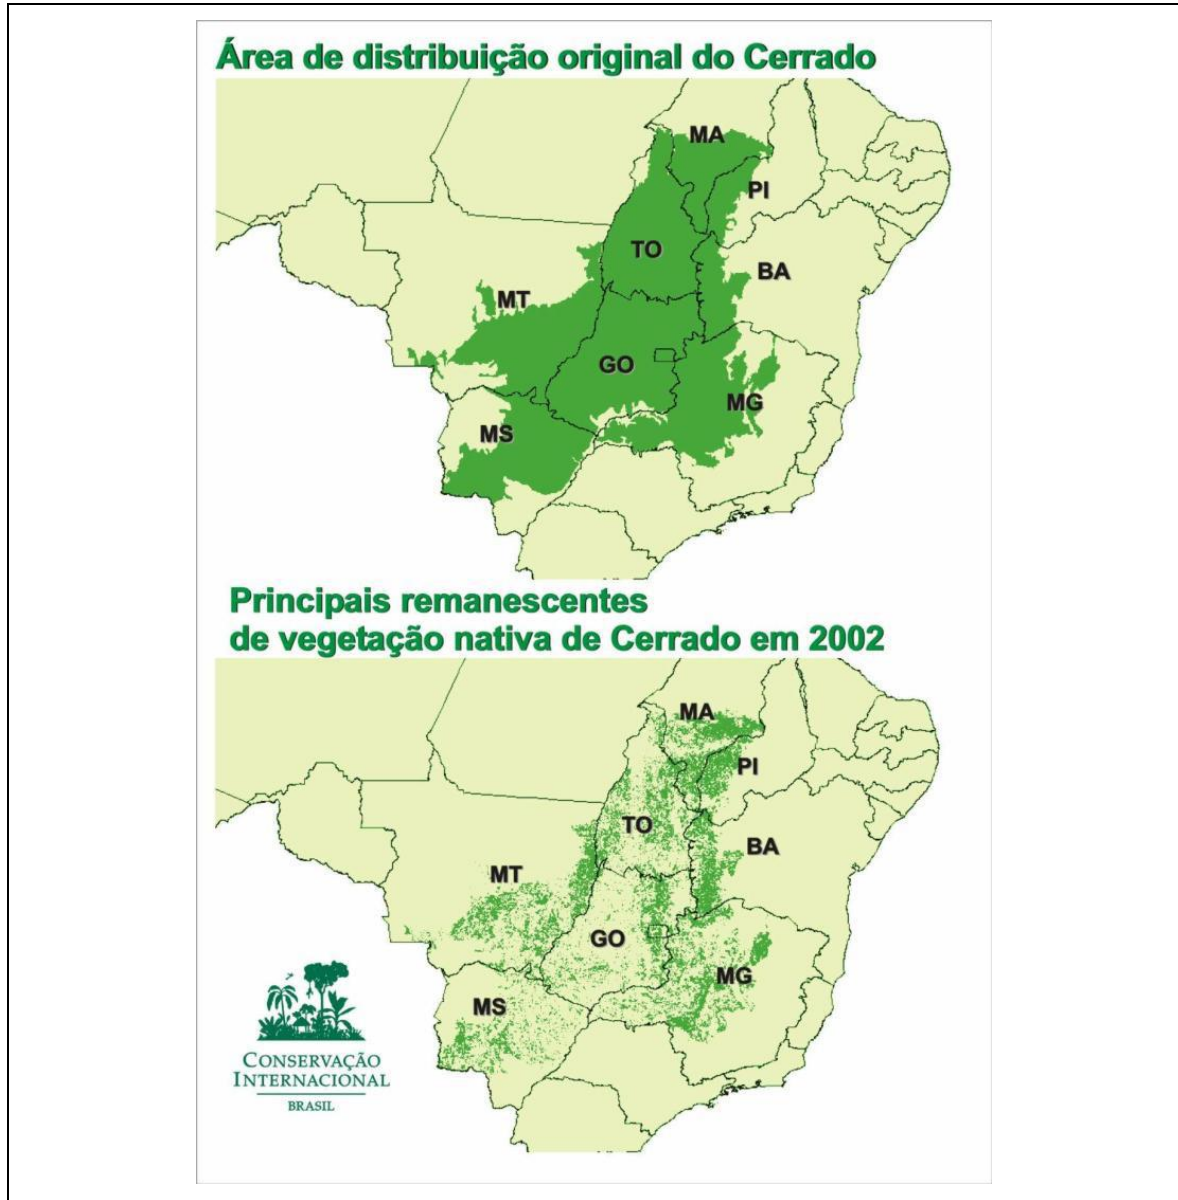 Área de distribuição original do Cerrado
MA
PI
TO
BA
MT
GO
MG
MS
Principais remanescentes
de vegetação nativa de Cerrado em 2002
MA
PI
TO
BA
MT
GO
MG
MS
CONSERVAÇÃO
INTERNACIONAL
BRASIL